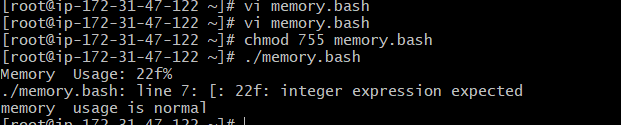 [root@ip-172-31-47-122 ~]# vi memory.bash
[root@ip-172-31-47-122 ~]# vi memory.bash
[root@ip-172-31-47-122 ~]# chmod 755 memory.bash
[root@ip-172-31-47-122 ~]# ./memory.bash
Memory  Usage: 22f%
./memory.bash: line 7: [: 22f: integer expression expected
memory  usage is normal
[root@ip-172-31-47-122 ~]#